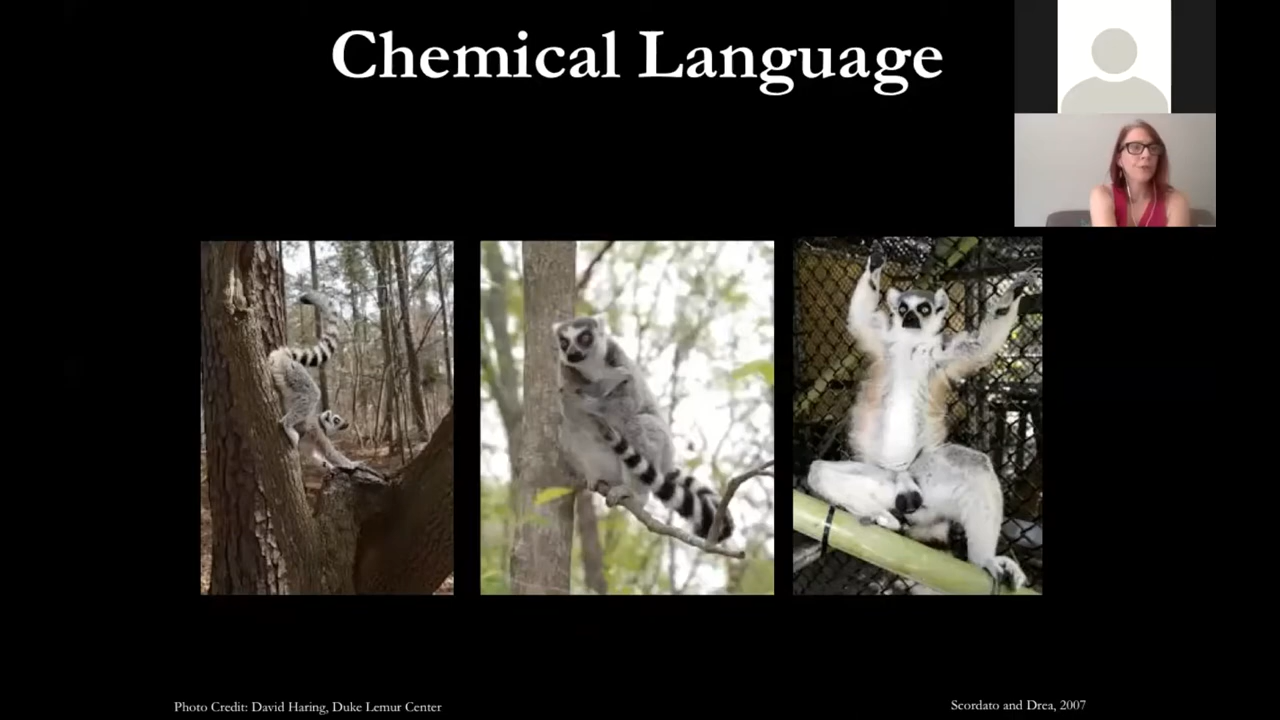 Chemical Language
Photo Credit: David Haring, Duke Lemur Center
Scordato and Drea, 2007